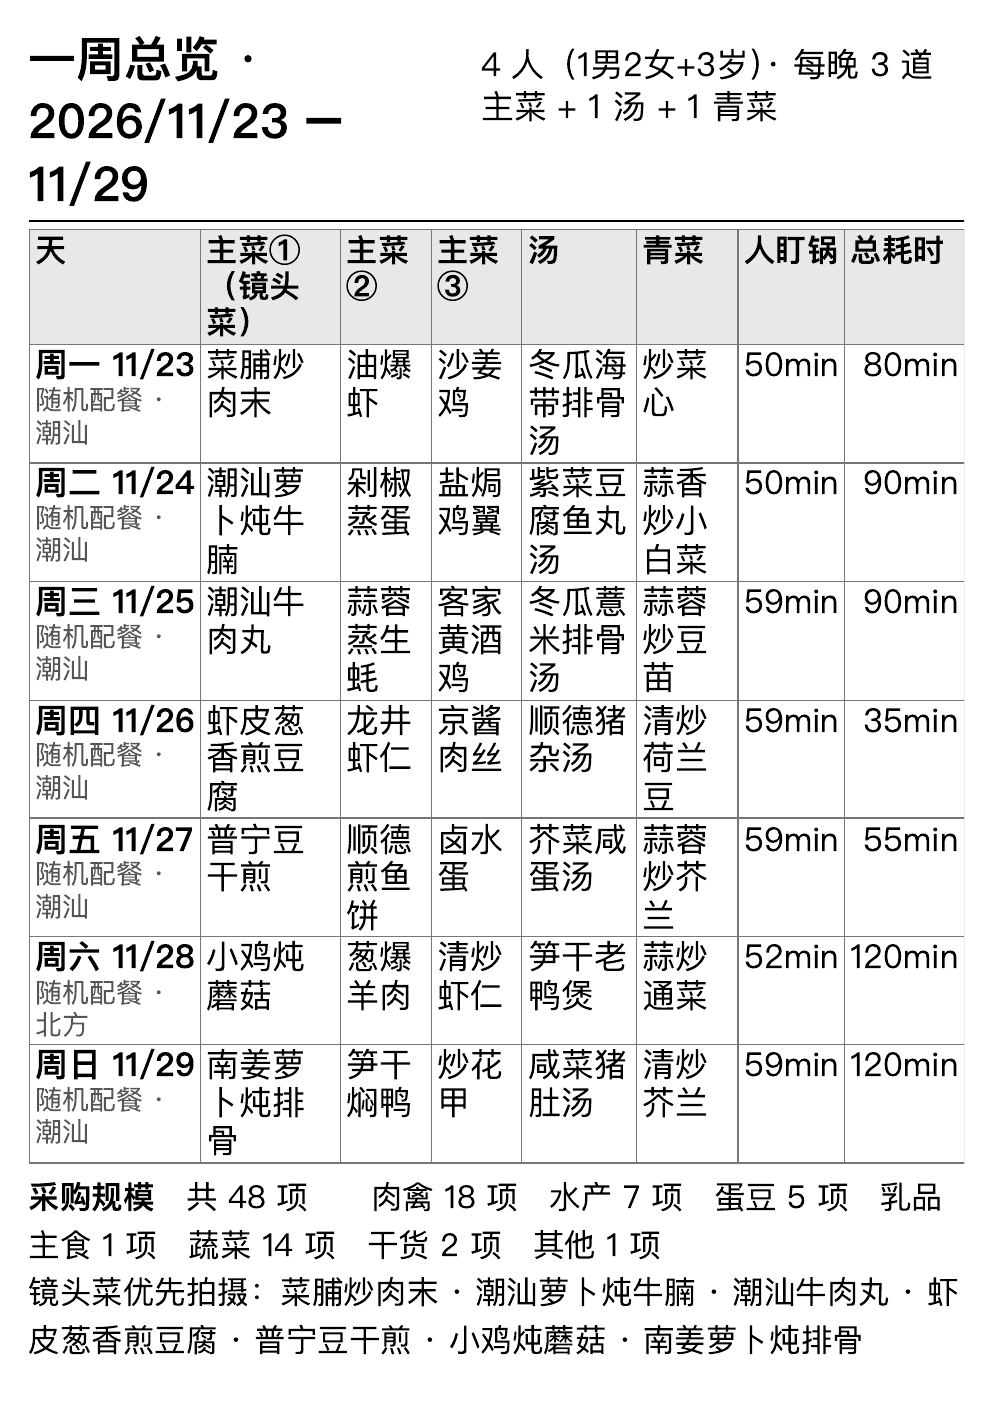 一周总览 ·
2026/11/23 –
11/29
4 人（1男2女+3岁）· 每晚 3 道
主菜 + 1 汤 + 1 青菜
天 主菜①（镜头菜） 主菜② 主菜③ 汤 青菜 人盯锅 总耗时
周一 11/23 随机配餐 · 潮汕 菜脯炒肉末 油爆虾 沙姜鸡 冬瓜海带排骨汤 炒菜心 50min 80min
周二 11/24 随机配餐 · 潮汕 潮汕萝卜炖牛腩 剁椒蒸蛋 盐焗鸡翼 紫菜豆腐鱼丸汤 蒜香炒小白菜 50min 90min
周三 11/25 随机配餐 · 潮汕 潮汕牛肉丸 蒜蓉蒸生蚝 客家黄酒鸡 冬瓜薏米排骨汤 蒜蓉炒豆苗 59min 90min
周四 11/26 随机配餐 · 潮汕 虾皮葱香煎豆腐 龙井虾仁 京酱肉丝 顺德猪杂汤 清炒荷兰豆 59min 35min
周五 11/27 随机配餐 · 潮汕 普宁豆干煎 顺德煎鱼饼 卤水蛋 芥菜咸蛋汤 蒜蓉炒芥兰 59min 55min
周六 11/28 随机配餐 · 北方 小鸡炖蘑菇 葱爆羊肉 清炒虾仁 笋干老鸭煲 蒜炒通菜 52min 120min
周日 11/29 随机配餐 · 潮汕 南姜萝卜炖排骨 笋干焖鸭 炒花甲 咸菜猪肚汤 清炒芥兰 59min 120min
采购规模 共 48 项 肉禽 18 项 水产 7 项 蛋豆 5 项 乳品
主食 1 项 蔬菜 14 项 干货 2 项 其他 1 项
镜头菜优先拍摄：菜脯炒肉末 · 潮汕萝卜炖牛腩 · 潮汕牛肉丸 · 虾
皮葱香煎豆腐 · 普宁豆干煎 · 小鸡炖蘑菇 · 南姜萝卜炖排骨